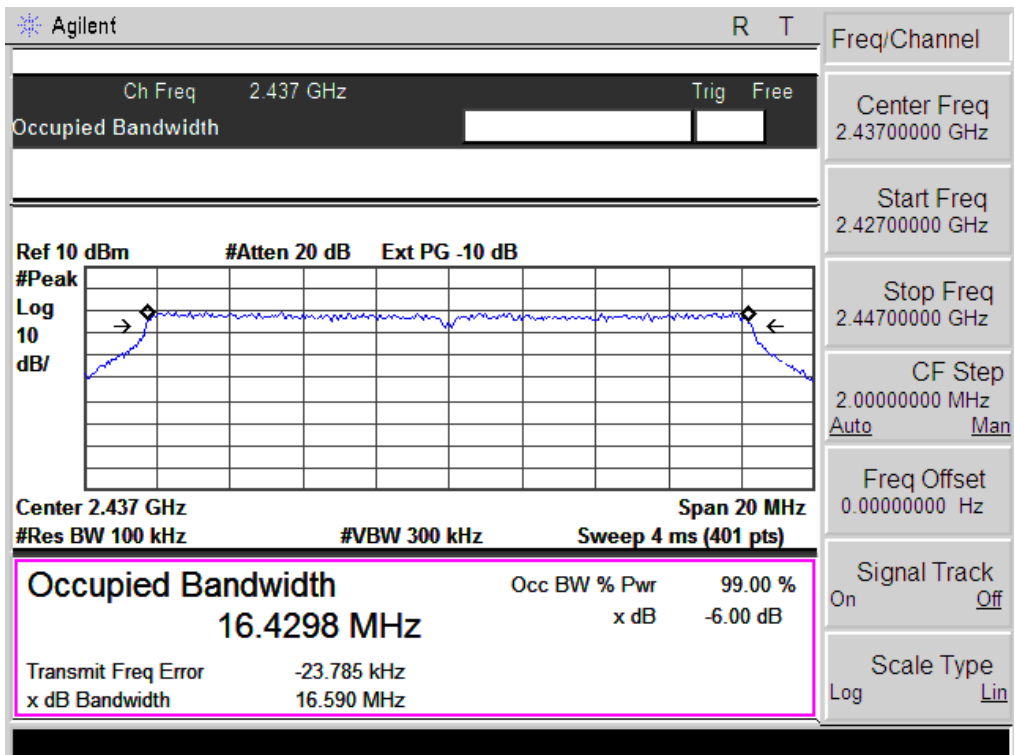 Agilent R T
Ch Freq 2.437 GHz Trig Free
Occupied Bandwidth
Ref 10 dBm #Atten 20 dB Ext PG -10 dB
#Peak
Log
10
dB/
Center 2.437 GHz Span 20 MHz
#Res BW 100 kHz #VBW 300 kHz Sweep 4 ms (401 pts)
Occupied Bandwidth
16.4298 MHz
Occ BW % Pwr 99.00 %
x dB -6.00 dB
Transmit Freq Error -23.785 kHz
x dB Bandwidth 16.590 MHz
Freq/Channel
Center Freq
2.43700000 GHz
Start Freq
2.42700000 GHz
Stop Freq
2.44700000 GHz
CF Step
2.00000000 MHz
Auto Man
Freq Offset
0.00000000 Hz
Signal Track
On Off
Scale Type
Log Lin